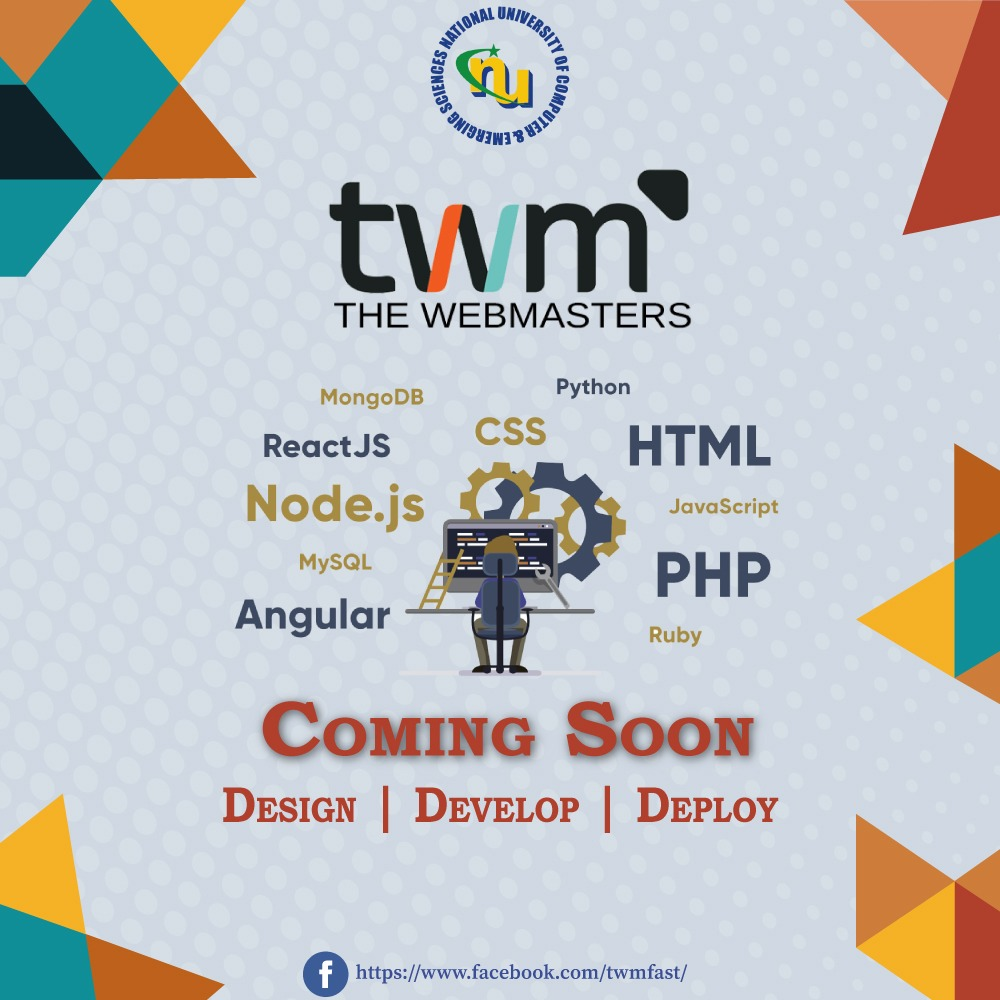 NATIONAL UNIVERSITY OF COMPUTER & EMERGING SCIENCES
nu
twm
THE WEBMASTERS
MongoDB
Python
ReactJS
CSS
HTML
Node.js
JavaScript
MySQL
PHP
Angular
Ruby
COMING SOON
DESIGN | DEVELOP | DEPLOY
f https://www.facebook.com/twmfast/